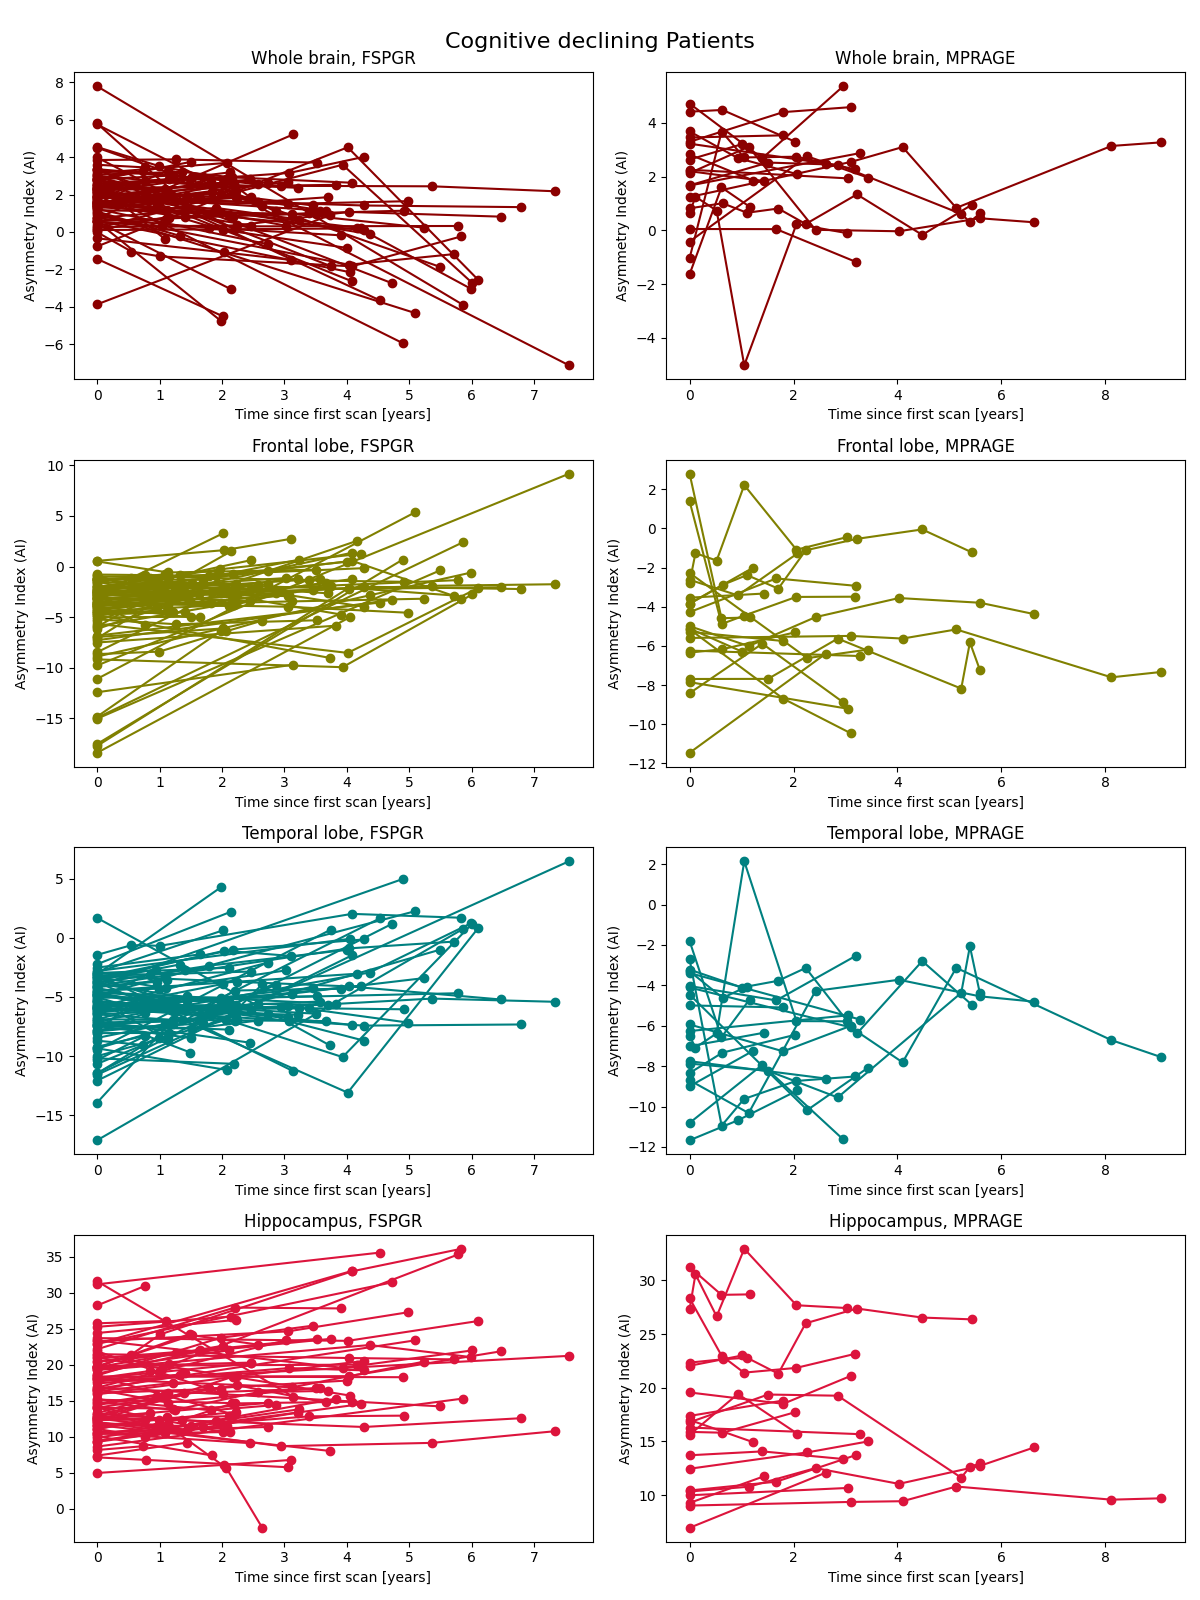 Cognitive declining Patients
Whole brain, FSPGR
Asymmetry Index (AI)
8
6
4
2
0
−2
−4
−6
0 1 2 3 4 5 6 7
Time since first scan [years]
Whole brain, MPRAGE
Asymmetry Index (AI)
4
2
0
−2
−4
0 2 4 6 8
Time since first scan [years]
Frontal lobe, FSPGR
Asymmetry Index (AI)
10
5
0
−5
−10
−15
0 1 2 3 4 5 6 7
Time since first scan [years]
Frontal lobe, MPRAGE
Asymmetry Index (AI)
2
0
−2
−4
−6
−8
−10
−12
0 2 4 6 8
Time since first scan [years]
Temporal lobe, FSPGR
Asymmetry Index (AI)
5
0
−5
−10
−15
0 1 2 3 4 5 6 7
Time since first scan [years]
Temporal lobe, MPRAGE
Asymmetry Index (AI)
2
0
−2
−4
−6
−8
−10
−12
0 2 4 6 8
Time since first scan [years]
Hippocampus, FSPGR
Asymmetry Index (AI)
35
30
25
20
15
10
5
0
0 1 2 3 4 5 6 7
Time since first scan [years]
Hippocampus, MPRAGE
Asymmetry Index (AI)
30
25
20
15
10
0 2 4 6 8
Time since first scan [years]